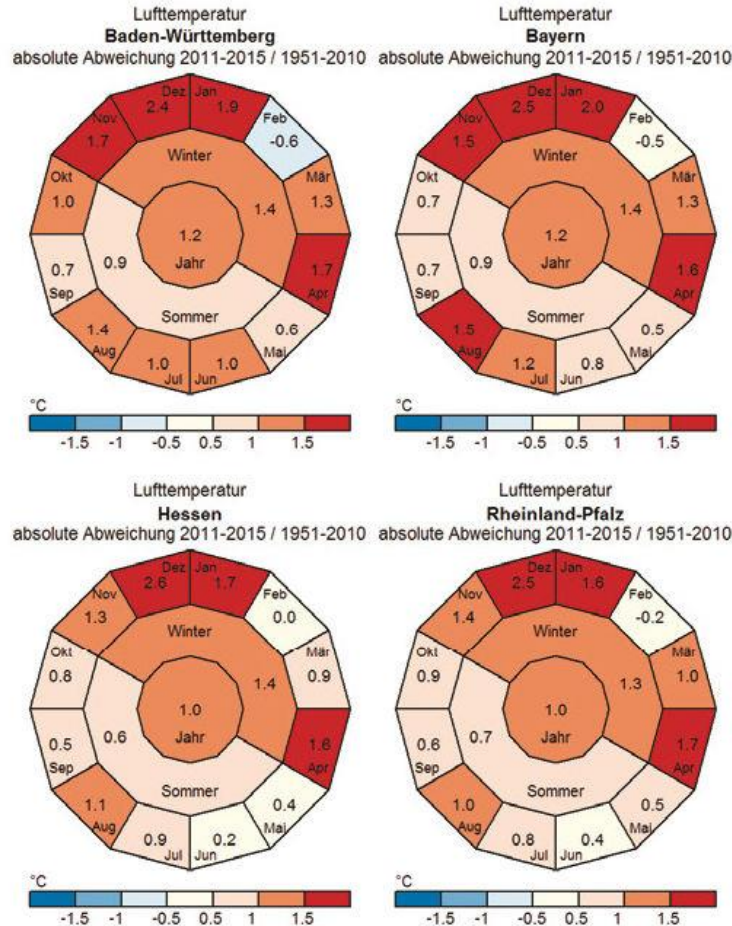 Lufttemperatur
Baden-Württemberg
absolute Abweichung 2011-2015 / 1951-2010
Dez
2.4
Jan
1.9
Feb
-0.6
Mär
1.3
1.7
Apr
0.6
Mai
1.0
Jun
1.0
Jul
1.4
Aug
0.7
Sep
Okt
1.0
Nov
1.7
Winter
1.4
1.2
Jahr
0.9
Sommer
°C
-1.5 -1 -0.5 0.5 1 1.5
Lufttemperatur
Bayern
absolute Abweichung 2011-2015 / 1951-2010
Dez
2.5
Jan
2.0
Feb
-0.5
Mär
1.3
1.6
Apr
0.5
Mai
0.8
Jun
1.2
Jul
1.5
Aug
0.7
Sep
Okt
0.7
Nov
1.5
Winter
1.4
1.2
Jahr
0.9
Sommer
°C
-1.5 -1 -0.5 0.5 1 1.5
Lufttemperatur
Hessen
absolute Abweichung 2011-2015 / 1951-2010
Dez
2.6
Jan
1.7
Feb
0.0
Mär
0.9
1.6
Apr
0.4
Mai
0.2
Jun
0.9
Jul
1.1
Aug
0.5
Sep
Okt
0.8
Nov
1.3
Winter
1.4
1.0
Jahr
0.6
Sommer
°C
-1.5 -1 -0.5 0.5 1 1.5
Lufttemperatur
Rheinland-Pfalz
absolute Abweichung 2011-2015 / 1951-2010
Dez
2.5
Jan
1.6
Feb
-0.2
Mär
1.0
1.7
Apr
0.5
Mai
0.4
Jun
0.8
Jul
1.0
Aug
0.6
Sep
Okt
0.9
Nov
1.4
Winter
1.3
1.0
Jahr
0.7
Sommer
°C
-1.5 -1 -0.5 0.5 1 1.5